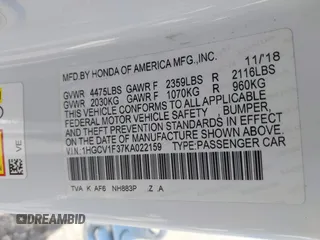 MFD.BY HONDA OF AMERICA MFG.,INC. 11/'18
GVWR 4475LBS GAWR F 2359LBS R 2116LBS
GVWR 2030KG GAWR F 1070KG R 960KG
THIS VEHICLE CONFORMS TO ALL APPLICABLE
FEDERAL MOTOR VEHICLE SAFETY BUMPER,
AND THEFT PREVENTION STANDARDS IN EFFECT
ON THE DATE OF MANUFACTURE SHOWN ABOVE.
V.I.N: 1HGCV1F37KA022159 TYPE:PASSENGER CAR
TVA K AF6 NH883P Z A
VE
DREAMBID